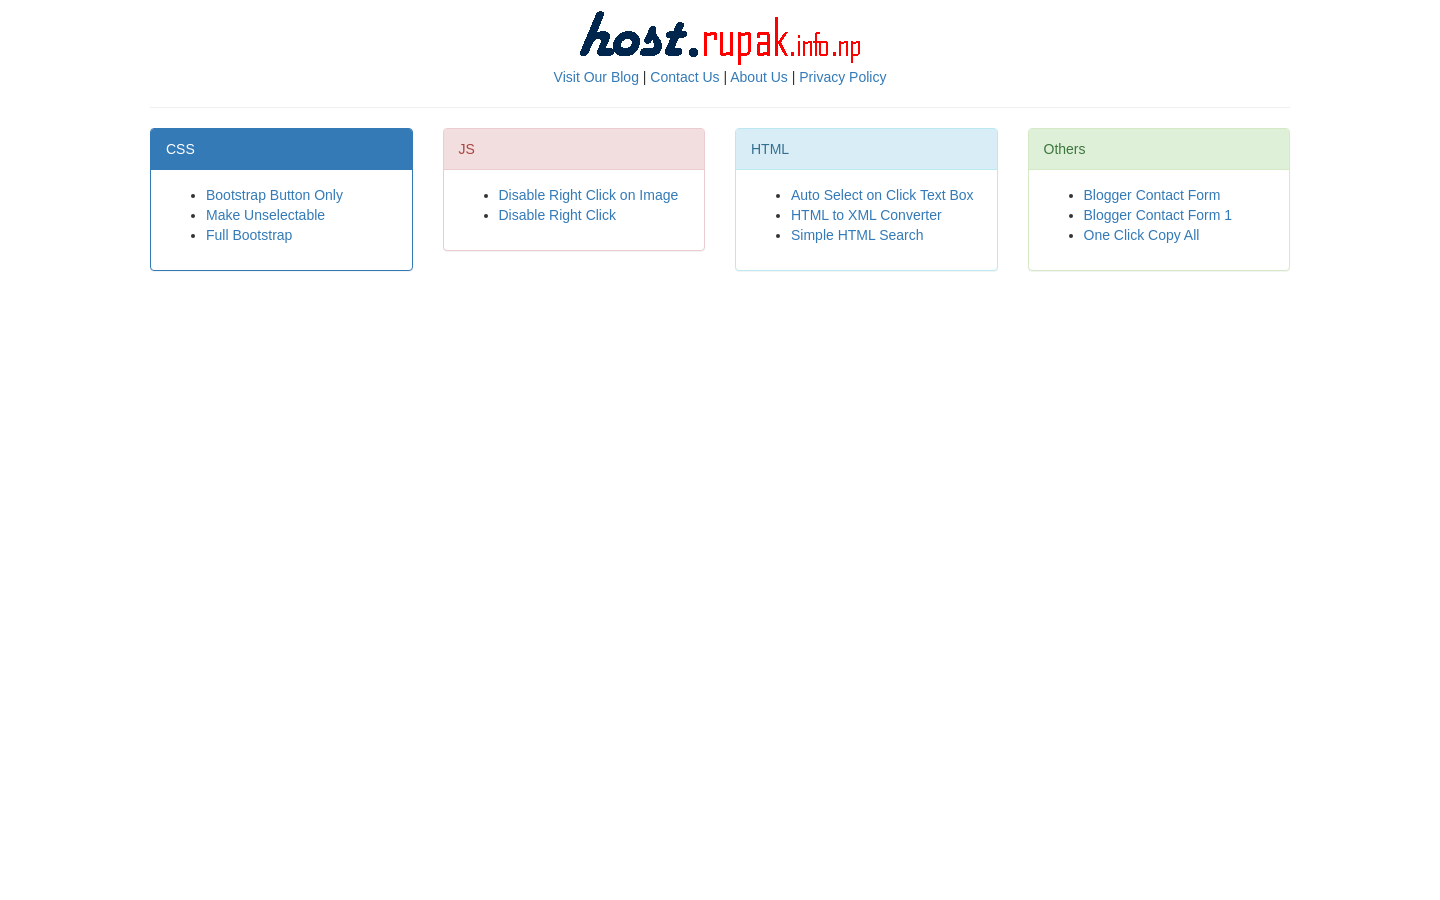 host.rupak.info.np
Visit Our Blog | Contact Us | About Us | Privacy Policy
CSS
Bootstrap Button Only
Make Unselectable
Full Bootstrap
JS
Disable Right Click on Image
Disable Right Click
HTML
Auto Select on Click Text Box
HTML to XML Converter
Simple HTML Search
Others
Blogger Contact Form
Blogger Contact Form 1
One Click Copy All